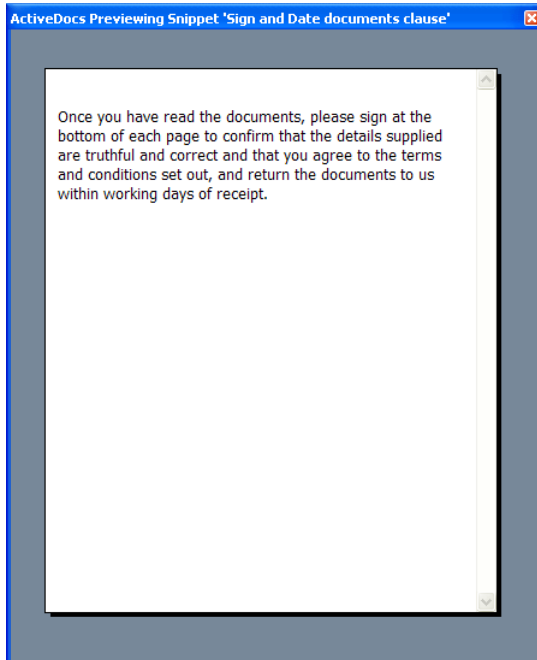 ActiveDocs Previewing Snippet 'Sign and Date documents clause'
Once you have read the documents, please sign at the
bottom of each page to confirm that the details supplied
are truthful and correct and that you agree to the terms
and conditions set out, and return the documents to us
within working days of receipt.